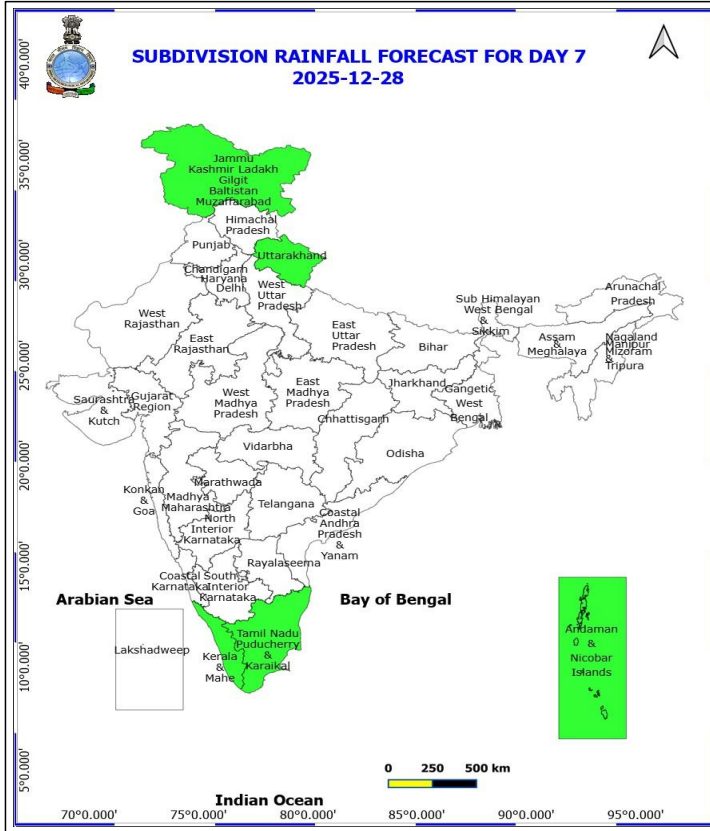 SUBDIVISION RAINFALL FORECAST FOR DAY 7
2025-12-28
40°0.000'
35°0.000'
30°0.000'
25°0.000'
20°0.000'
15°0.000'
10°0.000'
5°0.000'
Jammu
Kashmir Ladakh
Gilgit
Baltistan
Muzaffarabad
Himachal
Pradesh
Punjab
Uttarakhand
Chandigarh
Haryana
Delhi
West
Uttar
Pradesh
Arunachal
Pradesh
Sub Himalayan
West Bengal
&
Sikkim
West
Rajasthan
East
Rajasthan
East
Uttar
Pradesh
Bihar
Assam
&
Meghalaya
Nagaland
Manipur
Mizoram
&
Tripura
Saurashtra
&
Kutch
Gujarat
Region
West
Madhya
Pradesh
East
Madhya
Pradesh
Jharkhand
Gangetic
West
Bengal
Chhattisgarh
Vidarbha
Odisha
Konkan
&
Goa
Marathwada
Madhya
Maharashtra
North
Interior
Karnataka
Telangana
Coastal
Andhra
Pradesh
&
Yanam
Rayalaseema
Coastal
Karnataka
South
Interior
Karnataka
Arabian Sea
Bay of Bengal
Lakshadweep
Kerala
&
Mahe
Tamil Nadu
Puducherry
&
Karaikal
Andaman
&
Nicobar
Islands
0 250 500 km
Indian Ocean
70°0.000' 75°0.000' 80°0.000' 85°0.000' 90°0.000' 95°0.000'